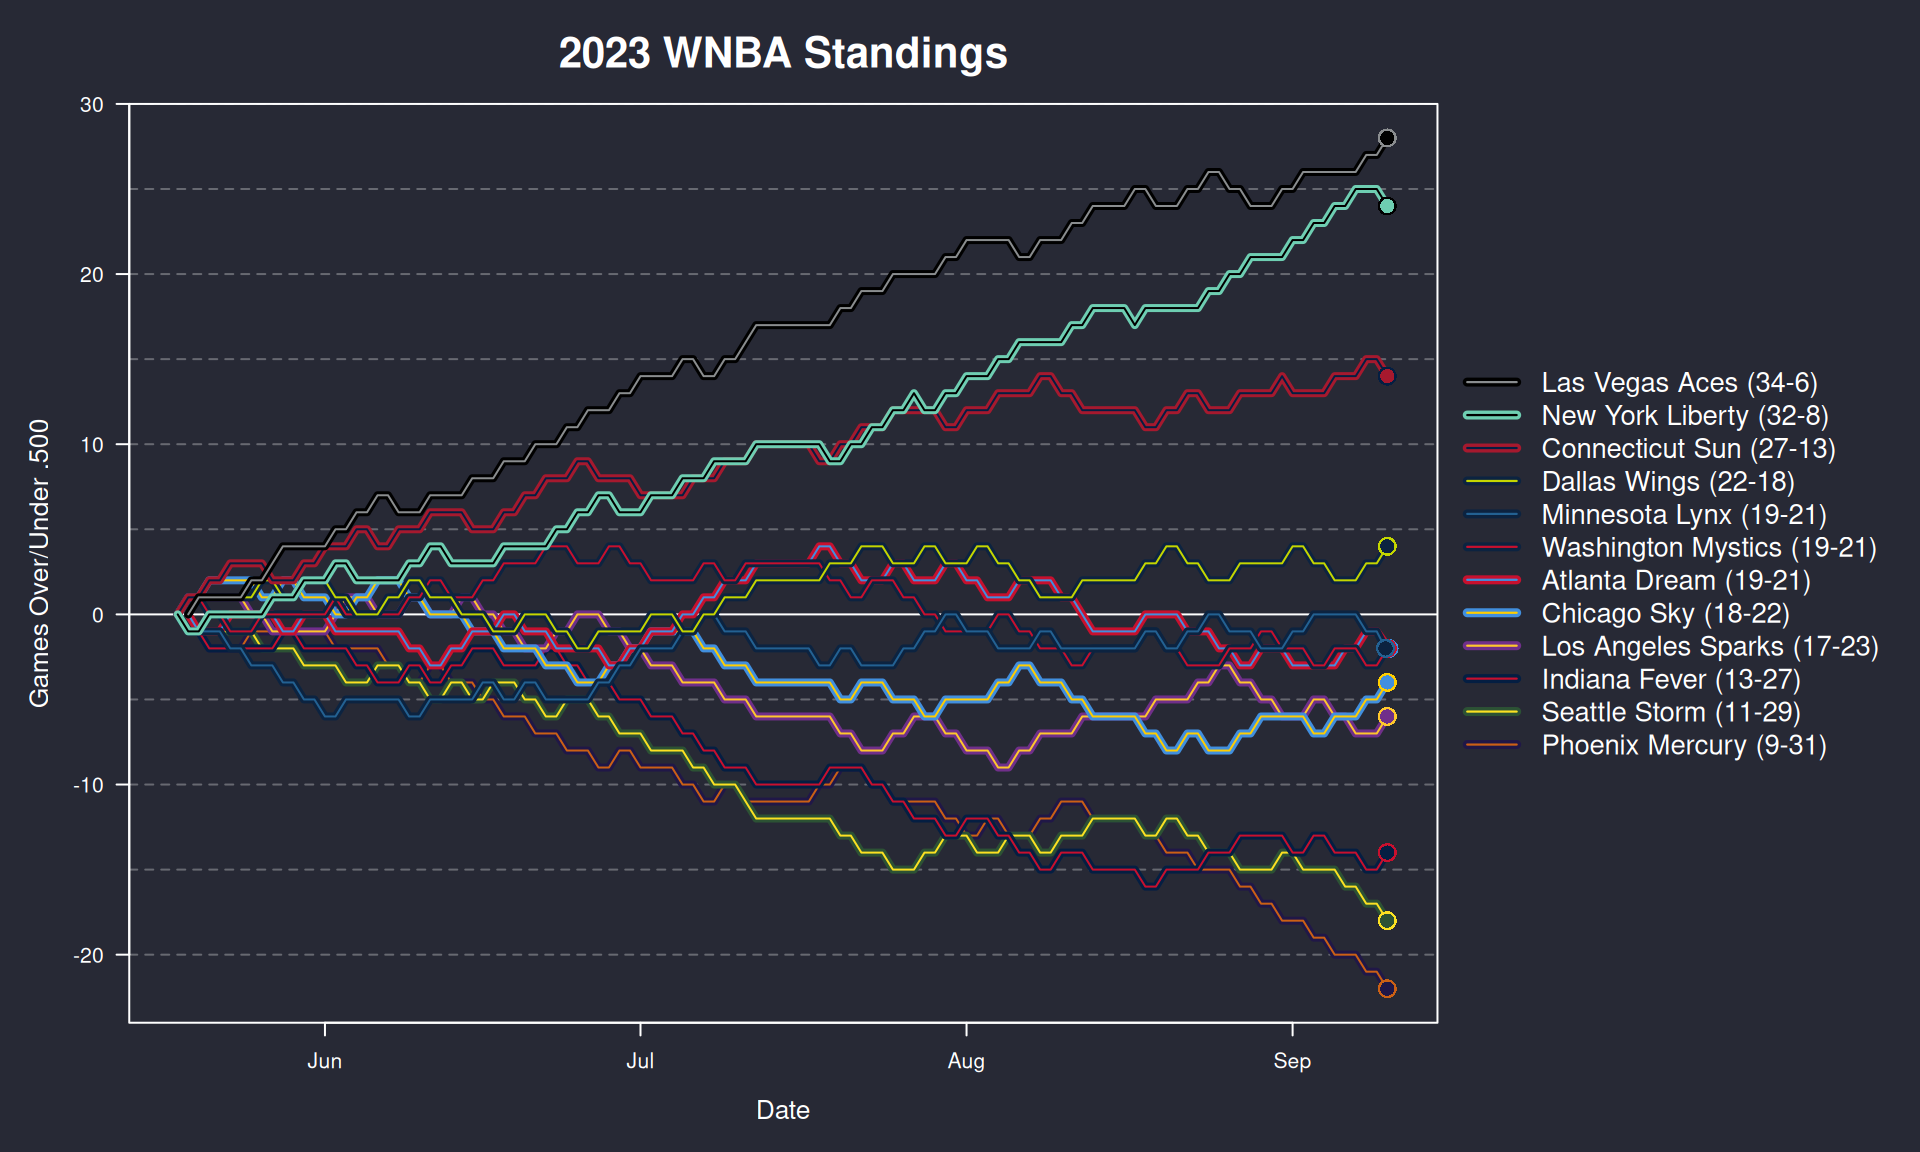 2023 WNBA Standings
30
20
10
0
-10
-20
Games Over/Under .500
Jun
Jul
Aug
Sep
Date
Las Vegas Aces (34-6)
New York Liberty (32-8)
Connecticut Sun (27-13)
Dallas Wings (22-18)
Minnesota Lynx (19-21)
Washington Mystics (19-21)
Atlanta Dream (19-21)
Chicago Sky (18-22)
Los Angeles Sparks (17-23)
Indiana Fever (13-27)
Seattle Storm (11-29)
Phoenix Mercury (9-31)